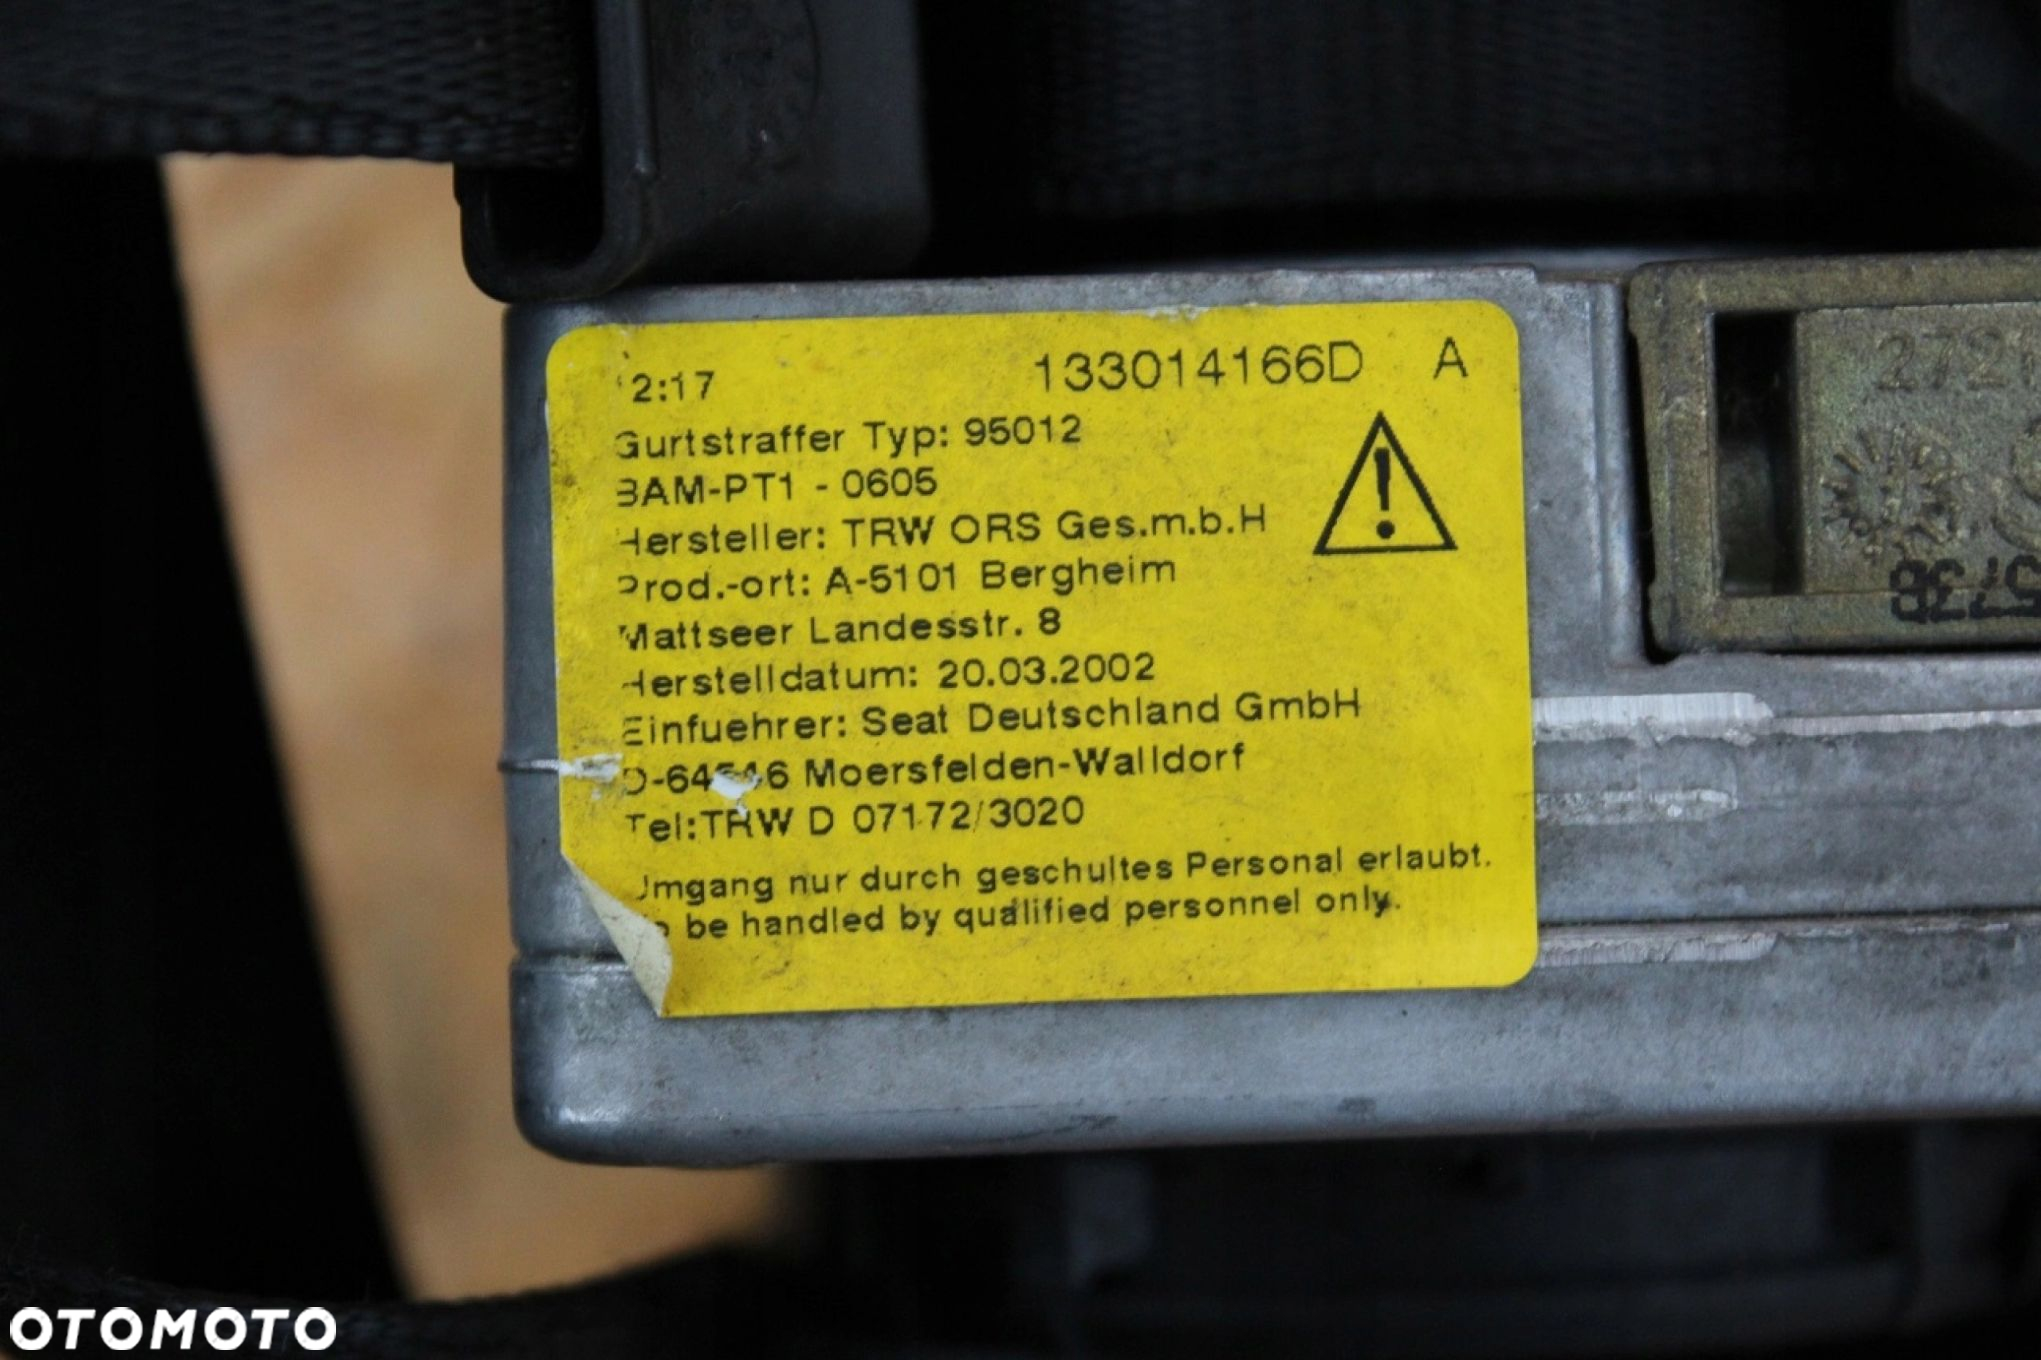 2:17 133014166D A
Gurtstraffer Typ: 95012
BAM-PT1 - 0605
Hersteller: TRW ORS Ges.m.b.H
Prod.-ort: A-5101 Bergheim
Mattseer Landesstr. 8
Herstelldatum: 20.03.2002
Einfuehrer: Seat Deutschland GmbH
Moersfelden-Walldorf
Tel:TRW D 07172/3020
Umgang nur durch geschultes Personal erlaubt.
be handled by qualified personnel only.
OTOMOTO